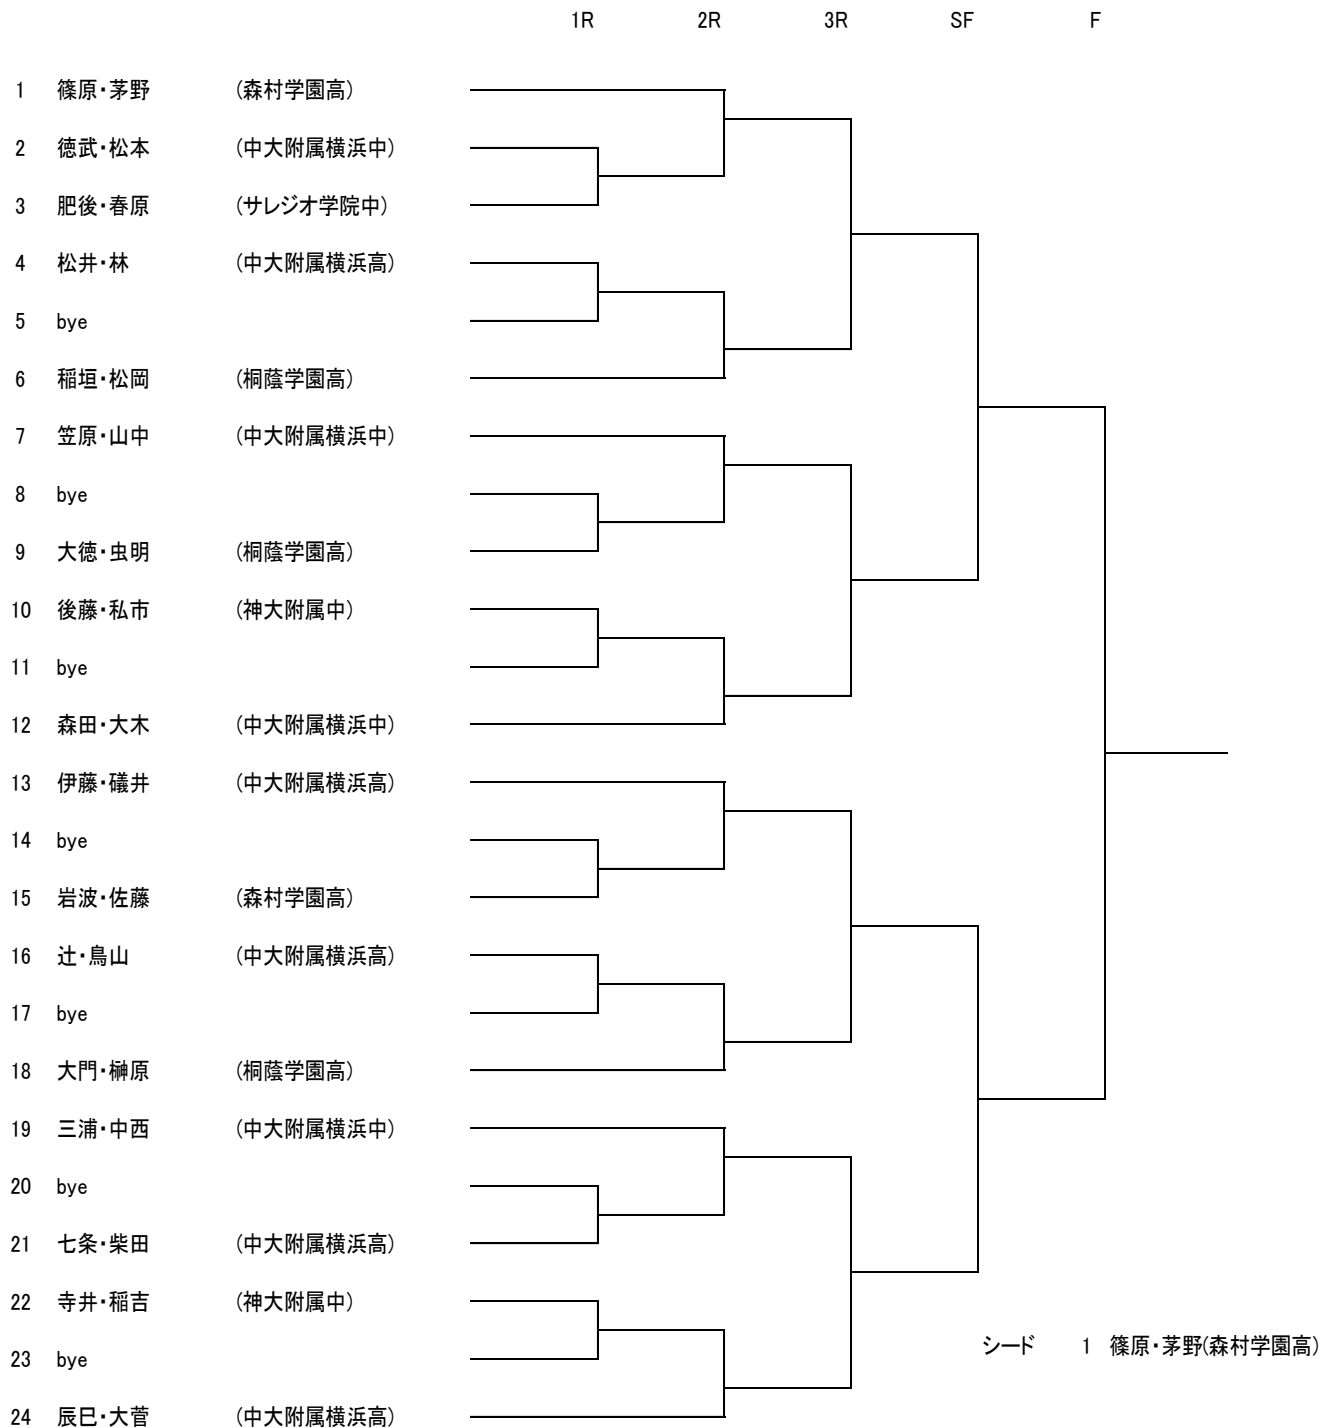 1R 2R 3R SF F
1 篠原・茅野 (森村学園高)
2 徳武・松本 (中大附属横浜中)
3 肥後・春原 (サレジオ学院中)
4 松井・林 (中大附属横浜高)
5 bye
6 稲垣・松岡 (桐蔭学園高)
7 笠原・山中 (中大附属横浜中)
8 bye
9 大徳・虫明 (桐蔭学園高)
10 後藤・私市 (神大附属中)
11 bye
12 森田・大木 (中大附属横浜中)
13 伊藤・礒井 (中大附属横浜高)
14 bye
15 岩波・佐藤 (森村学園高)
16 辻・鳥山 (中大附属横浜高)
17 bye
18 大門・榊原 (桐蔭学園高)
19 三浦・中西 (中大附属横浜中)
20 bye
21 七条・柴田 (中大附属横浜高)
22 寺井・稲吉 (神大附属中)
シード 1 篠原・茅野(森村学園高)
23 bye
24 辰巳・大菅 (中大附属横浜高)